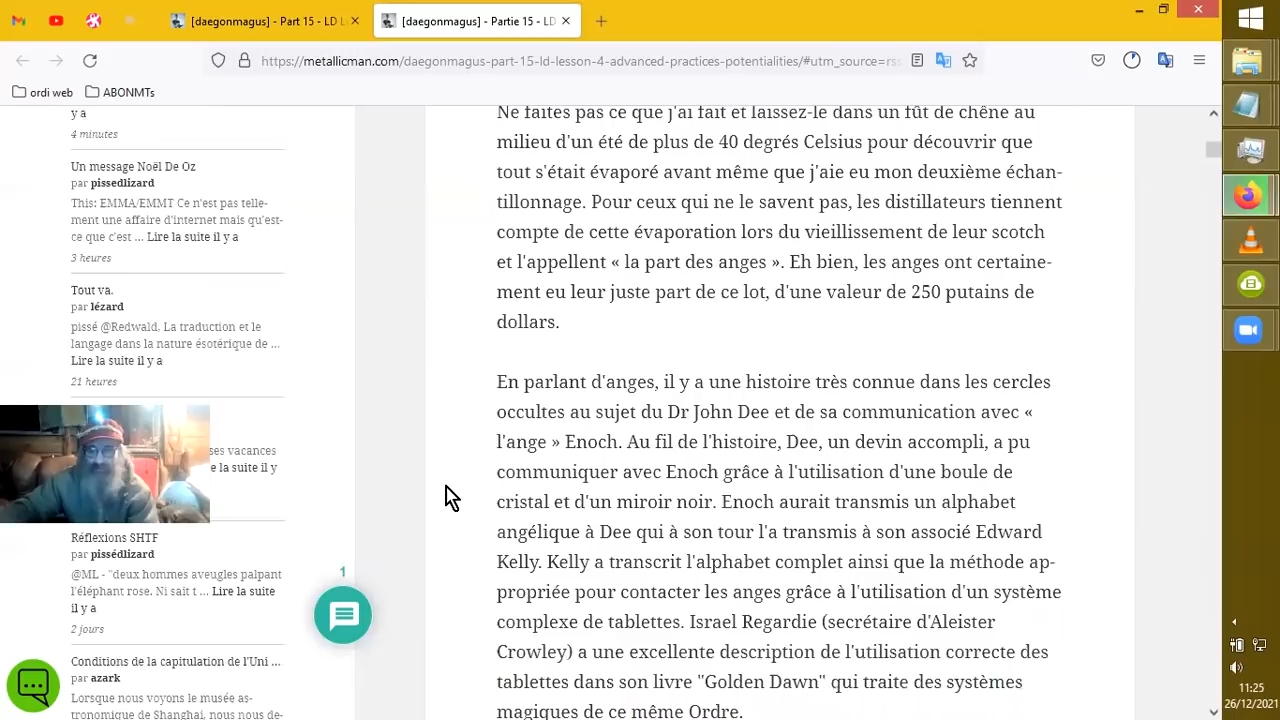 [daegonmagus] - Part 15 - LD L
[daegonmagus] - Partie 15 - LD
https://metallicman.com/daegonmagus-part-15-ld-lesson-4-advanced-practices-potentialities/#utm_source=rss
ordi web
ABONMTs
y a
4 minutes
Un message Noël De Oz
par pissedlizard
This: EMMA/EMMT Ce n'est pas telle-
ment une affaire d'internet mais qu'est-
ce que c'est ... Lire la suite il y a
3 heures
Tout va.
par lézard
pissé @Redwald, La traduction et le
langage dans la nature ésotérique de ...
Lire la suite il y a
21 heures
ses vacances
la suite il y
Réflexions SHTF
par pissédlizard
@ML - "deux hommes aveugles palpant
l'éléphant rose. Ni sait t ... Lire la suite
il y a
2 jours
Conditions de la capitulation de l'Uni ...
par azark
Lorsque nous voyons le musée as-
tronomique de Shanghai, nous nous de-
1
Ne faites pas ce que j'ai fait et laissez-le dans un fût de chêne au
milieu d'un été de plus de 40 degrés Celsius pour découvrir que
tout s'était évaporé avant même que j'aie eu mon deuxième échan-
tillonnage. Pour ceux qui ne le savent pas, les distillateurs tiennent
compte de cette évaporation lors du vieillissement de leur scotch
et l'appellent « la part des anges ». Eh bien, les anges ont certaine-
ment eu leur juste part de ce lot, d'une valeur de 250 putains de
dollars.
En parlant d'anges, il y a une histoire très connue dans les cercles
occultes au sujet du Dr John Dee et de sa communication avec «
l'ange » Enoch. Au fil de l'histoire, Dee, un devin accompli, a pu
communiquer avec Enoch grâce à l'utilisation d'une boule de
cristal et d'un miroir noir. Enoch aurait transmis un alphabet
angélique à Dee qui à son tour l'a transmis à son associé Edward
Kelly. Kelly a transcrit l'alphabet complet ainsi que la méthode ap-
propriée pour contacter les anges grâce à l'utilisation d'un système
complexe de tablettes. Israel Regardie (secrétaire d'Aleister
Crowley) a une excellente description de l'utilisation correcte des
tablettes dans son livre "Golden Dawn" qui traite des systèmes
magiques de ce même Ordre.
11:25
26/12/2021